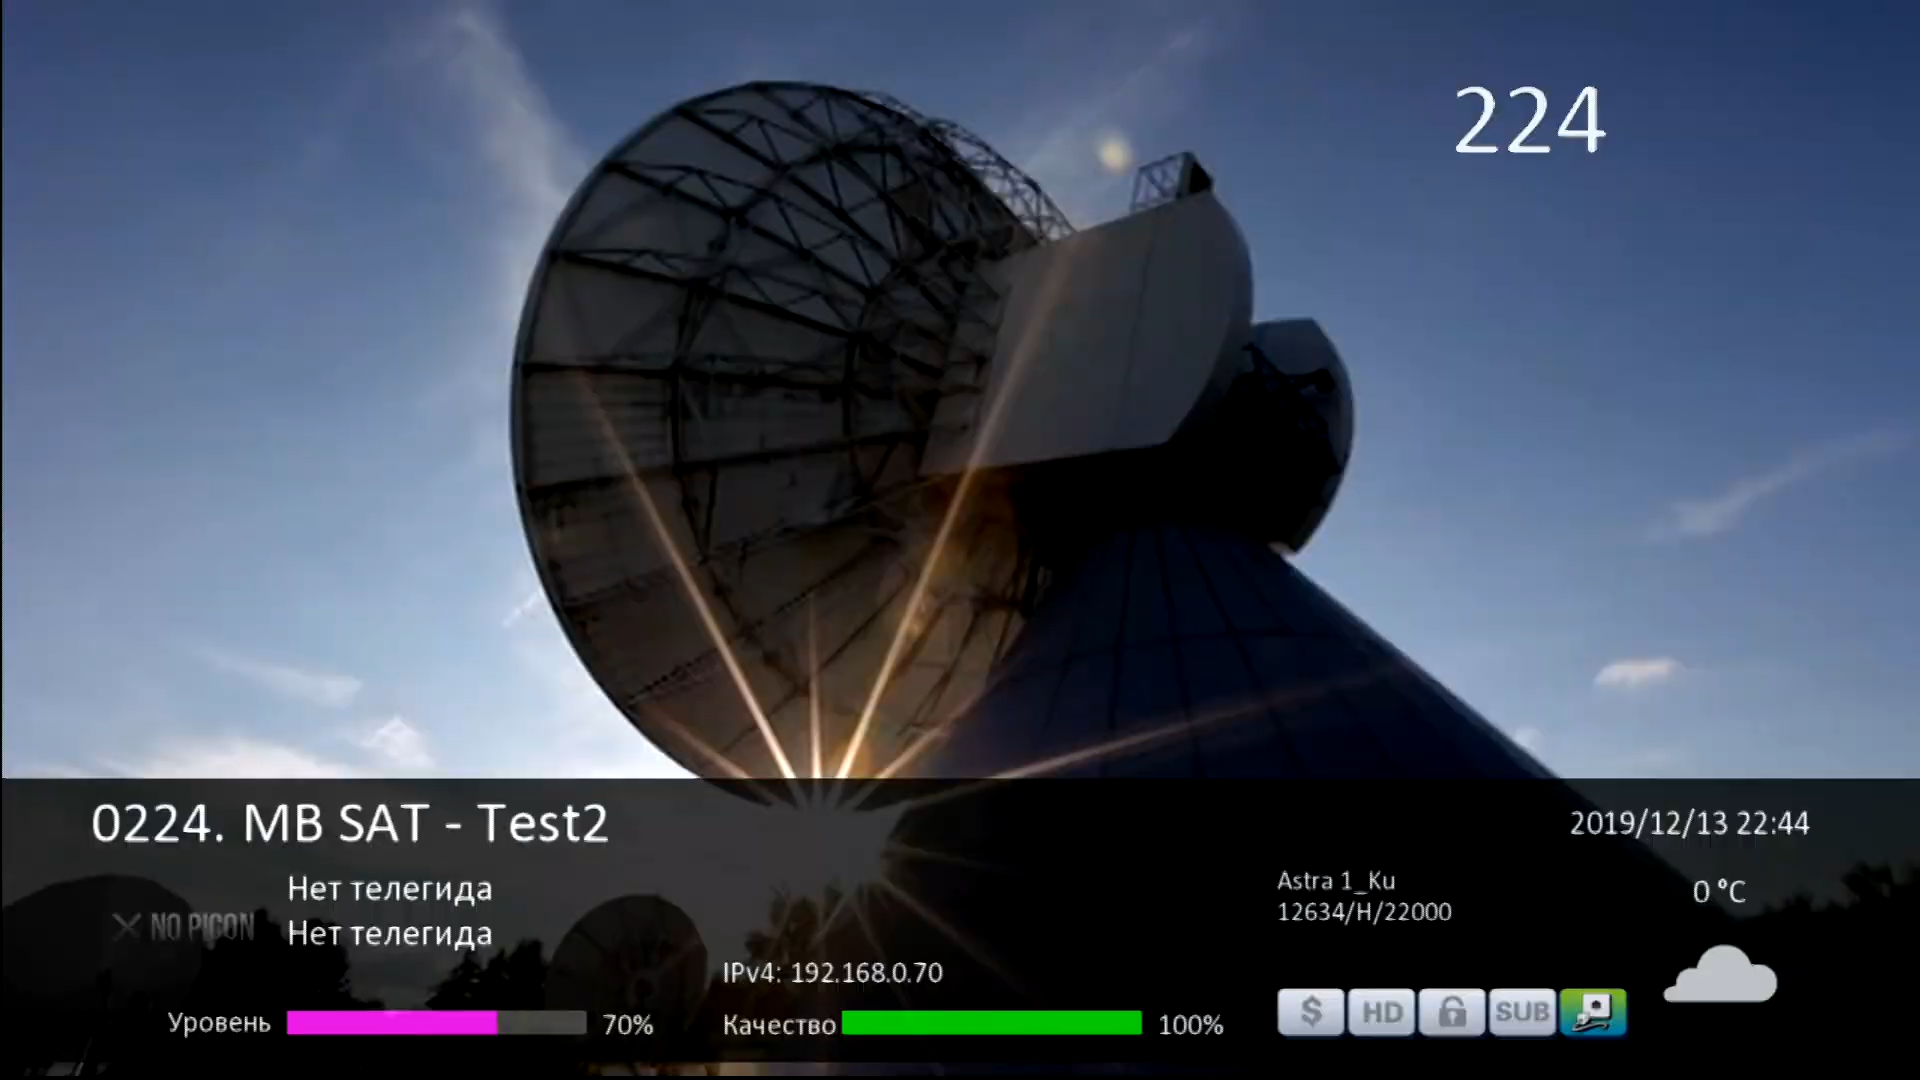 224
0224. MB SAT - Test2
2019/12/13 22:44
Нет телегида
Astra 1_Ku
0 °C
12634/H/22000
NO PICON
Нет телегида
IPv4: 192.168.0.70
Уровень 70% Качество 100%
$ HD SUB